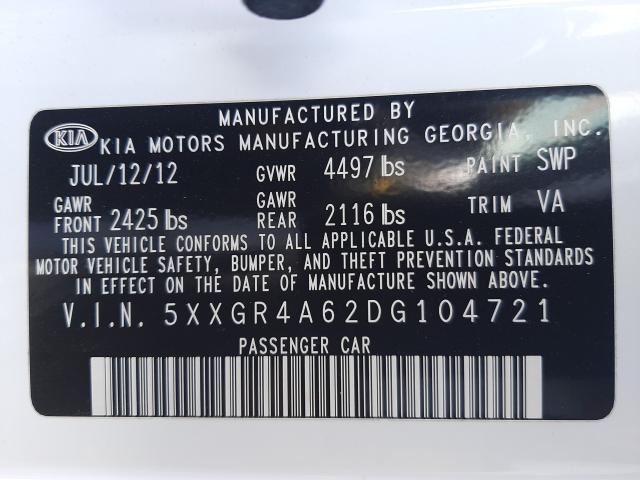 MANUFACTURED BY
KIA KIA MOTORS MANUFACTURING GEORGIA, INC.
JUL/12/12 GVWR 4497 lbs PAINT SWP
GAWR FRONT 2425 lbs GAWR REAR 2116 lbs TRIM VA
THIS VEHICLE CONFORMS TO ALL APPLICABLE U.S.A. FEDERAL
MOTOR VEHICLE SAFETY, BUMPER, AND THEFT PREVENTION STANDARDS
IN EFFECT ON THE DATE OF MANUFACTURE SHOWN ABOVE.
V.I.N. 5XXGR4A62DG104721
PASSENGER CAR